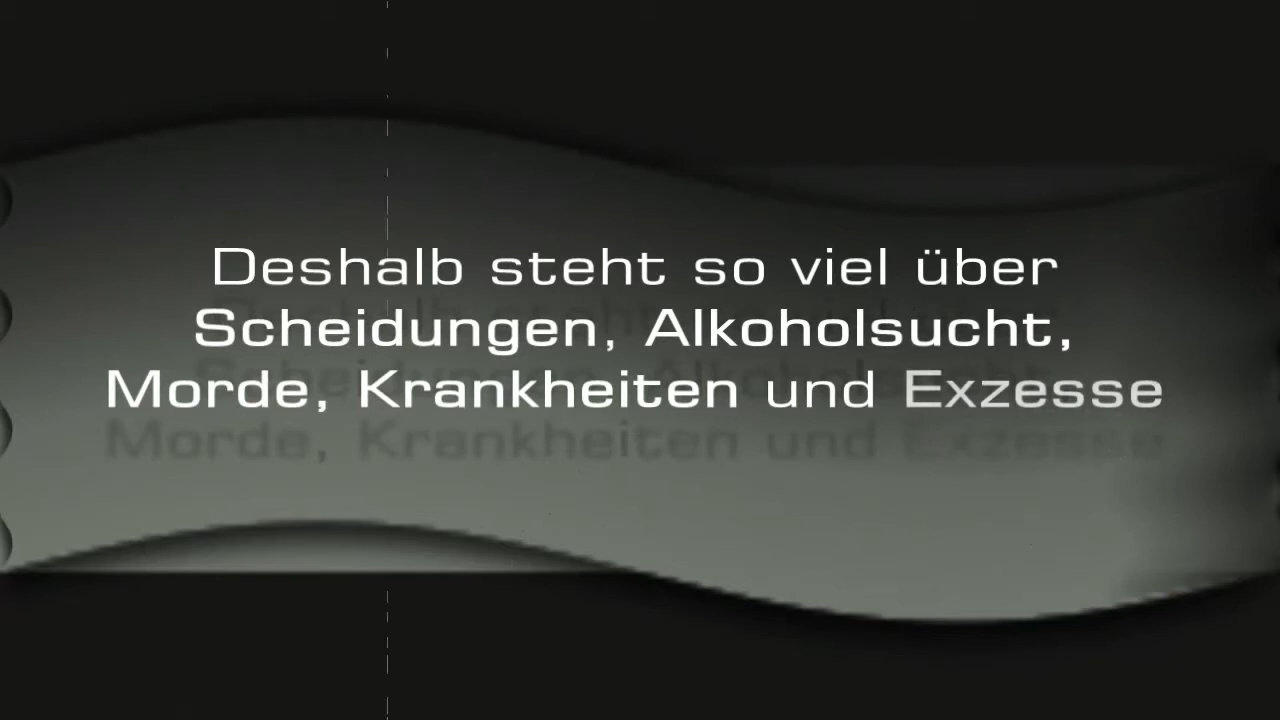 Deshalb steht so viel über
Scheidungen, Alkoholsucht,
Morde, Krankheiten und Exzesse